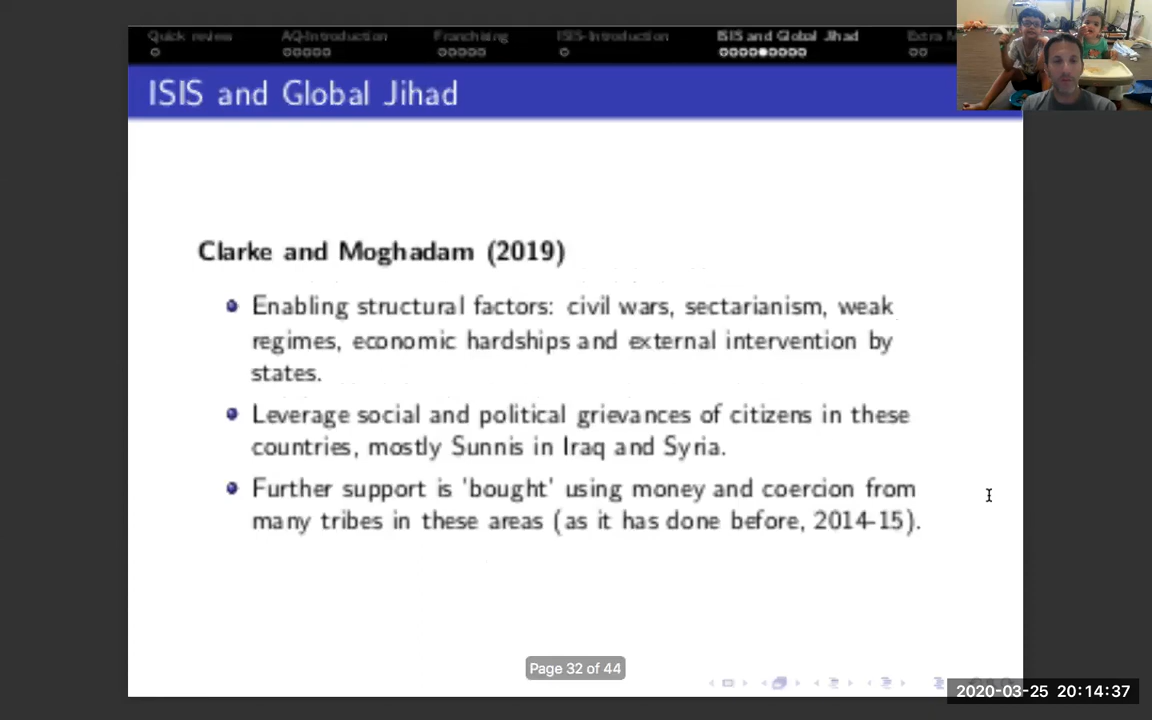 Quick review AQ-Introduction Franchising ISIS-Introduction ISIS and Global Jihad Extra
ISIS and Global Jihad
Clarke and Moghadam (2019)
Enabling structural factors: civil wars, sectarianism, weak
regimes, economic hardships and external intervention by
states.
Leverage social and political grievances of citizens in these
countries, mostly Sunnis in Iraq and Syria.
Further support is 'bought' using money and coercion from
many tribes in these areas (as it has done before, 2014-15).
Page 32 of 44
2020-03-25 20:14:37